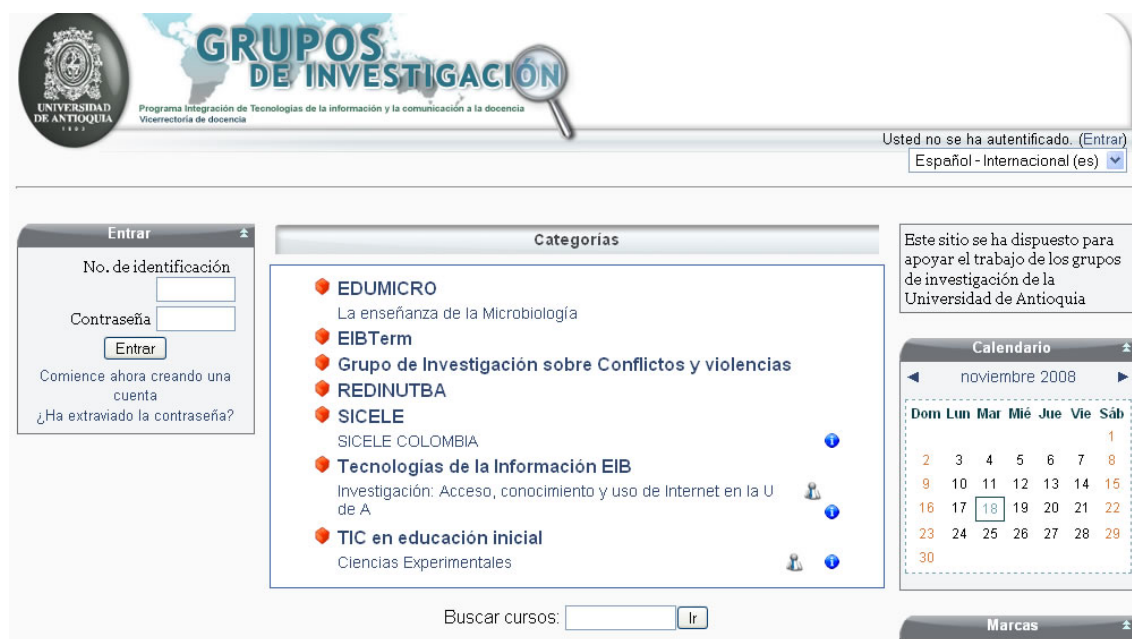 GRUPOS
DE INVESTIGACIÓN
UNIVERSIDAD
DE ANTIOQUIA
1803
Programa Integración de Tecnologías de la información y la comunicación a la docencia
Vicerrectoría de docencia
Usted no se ha autentificado. (Entrar)
Español - Internacional (es)
Entrar
No. de identificación
Contraseña
Entrar
Comience ahora creando una
cuenta
¿Ha extraviado la contraseña?
Categorías
EDUMICRO
La enseñanza de la Microbiología
EIBTerm
Grupo de Investigación sobre Conflictos y violencias
REDINUTBA
SICELE
SICELE COLOMBIA
Tecnologías de la Información EIB
Investigación: Acceso, conocimiento y uso de Internet en la U
de A
TIC en educación inicial
Ciencias Experimentales
Buscar cursos:
Ir
Este sitio se ha dispuesto para
apoyar el trabajo de los grupos
de investigación de la
Universidad de Antioquia
Calendario
noviembre 2008
Dom Lun Mar Mié Jue Vie Sáb
1
2 3 4 5 6 7 8
9 10 11 12 13 14 15
16 17 18 19 20 21 22
23 24 25 26 27 28 29
30
Marcas